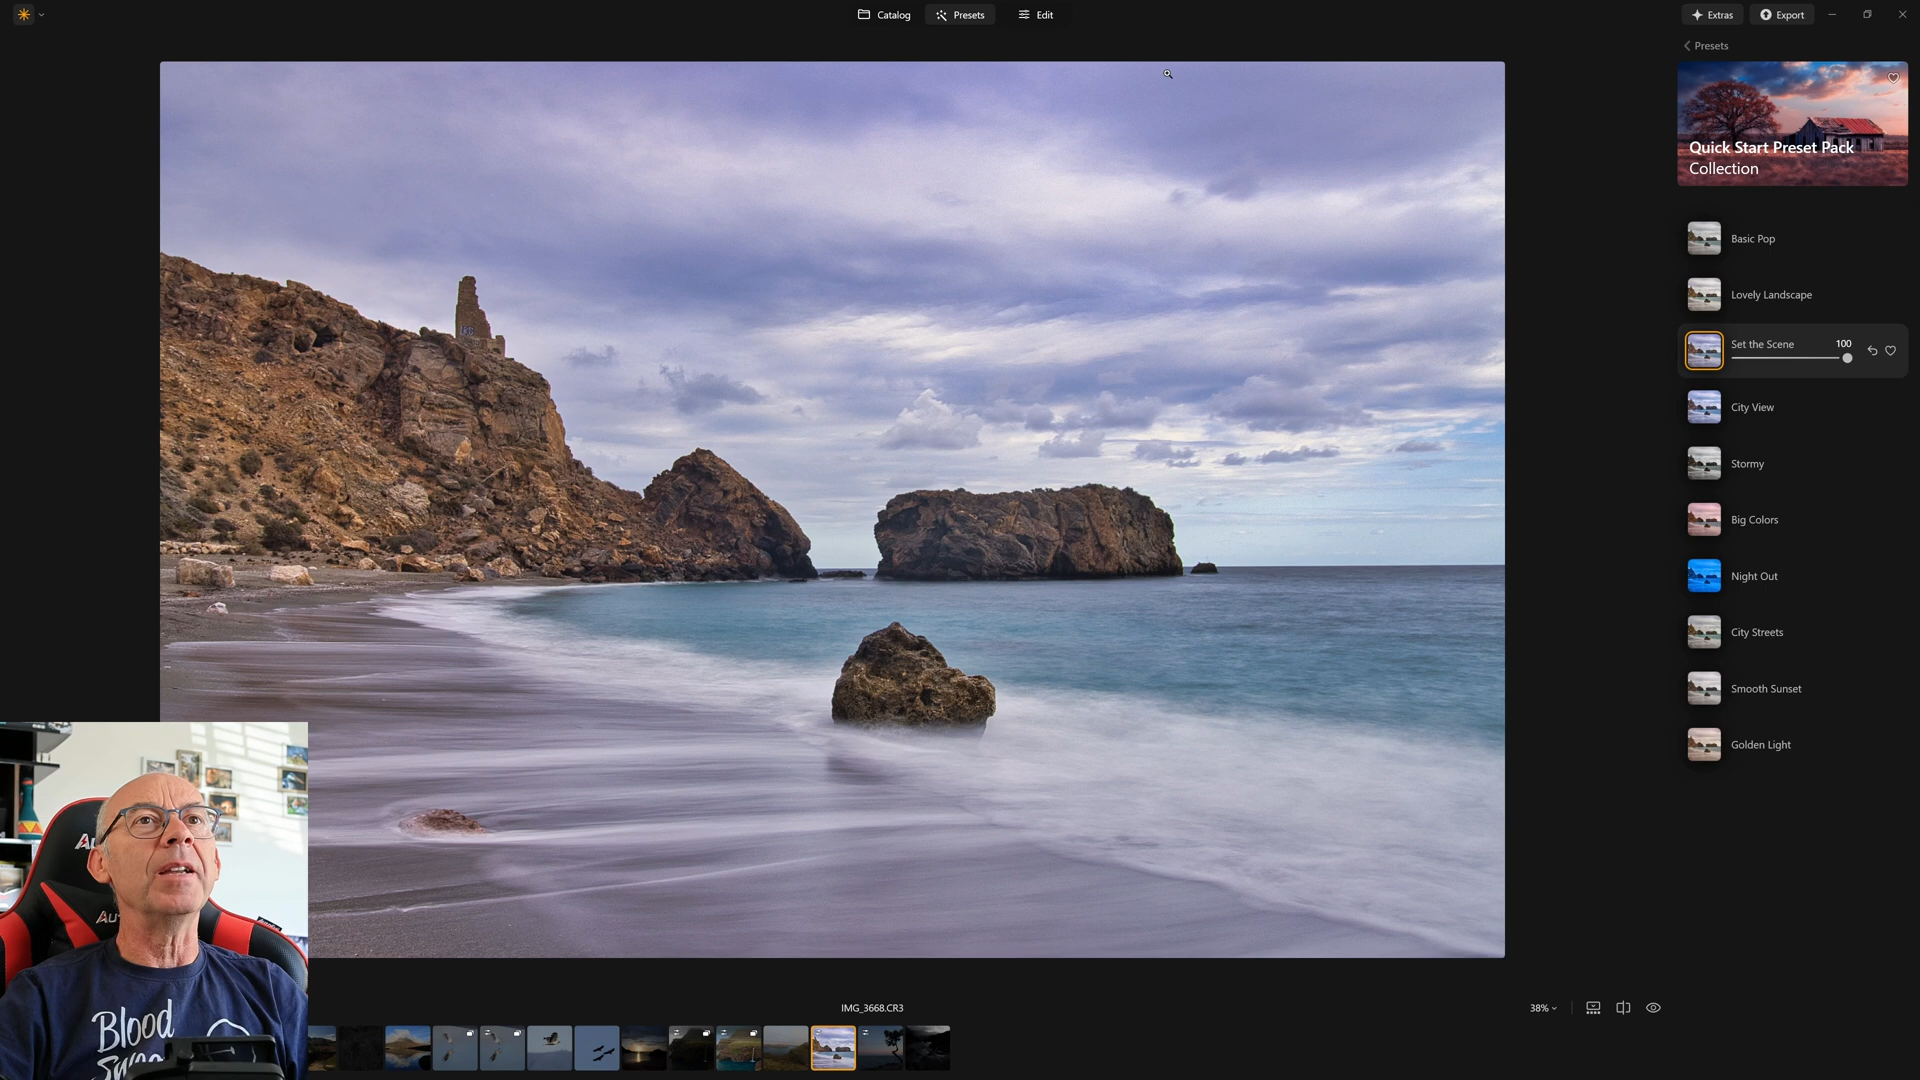 Catalog
Presets
Edit
Extras
Export
Presets
Quick Start Preset Pack
Collection
Basic Pop
Lovely Landscape
Set the Scene
100
City View
Stormy
Big Colors
Night Out
City Streets
Smooth Sunset
Golden Light
Blood
IMG_3668.CR3
38%